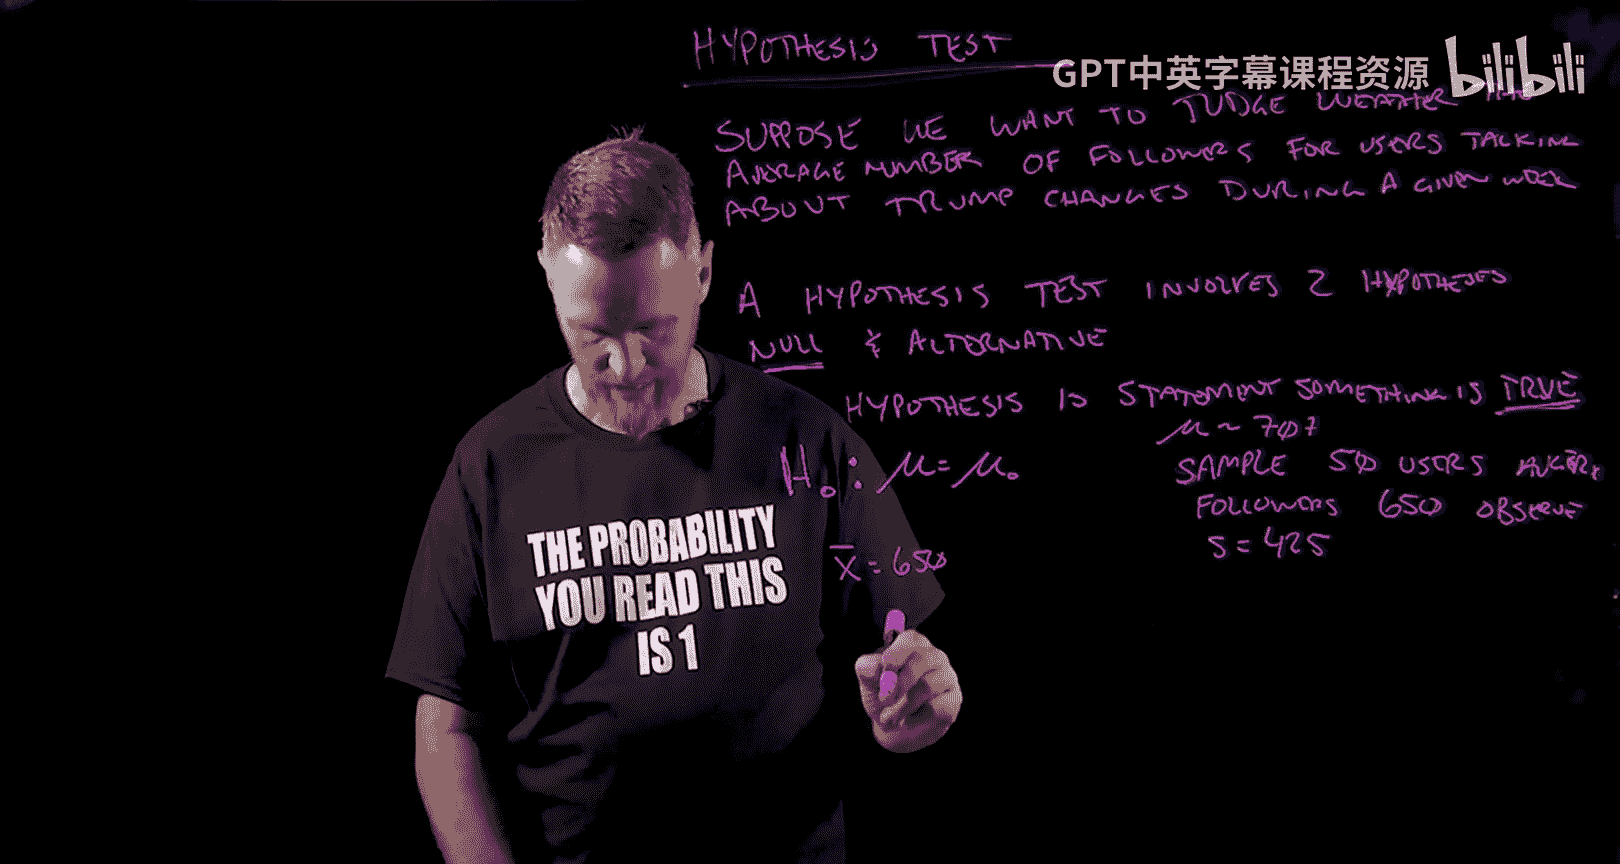 HYPOTHESIS TEST
GPT中英字幕课程资源 bilibili
SUPPOSE WE WANT TO JUDGE WEATHER THE
AVERAGE NUMBER OF FOLLOWERS FOR USERS TALKING
ABOUT TRUMP CHANGES DURING A GIVEN WEEK
A HYPOTHESIS TEST INVOLVES 2 HYPOTHESES
NULL & ALTERNATIVE
HYPOTHESIS IS STATEMENT SOMETHING IS TRUE
μ ~ 707
H₀: μ = μ₀
SAMPLE 50 USERS
FOLLOWERS 650 OBSERVE
S = 425
x̄ = 650
THE PROBABILITY
YOU READ THIS
IS 1